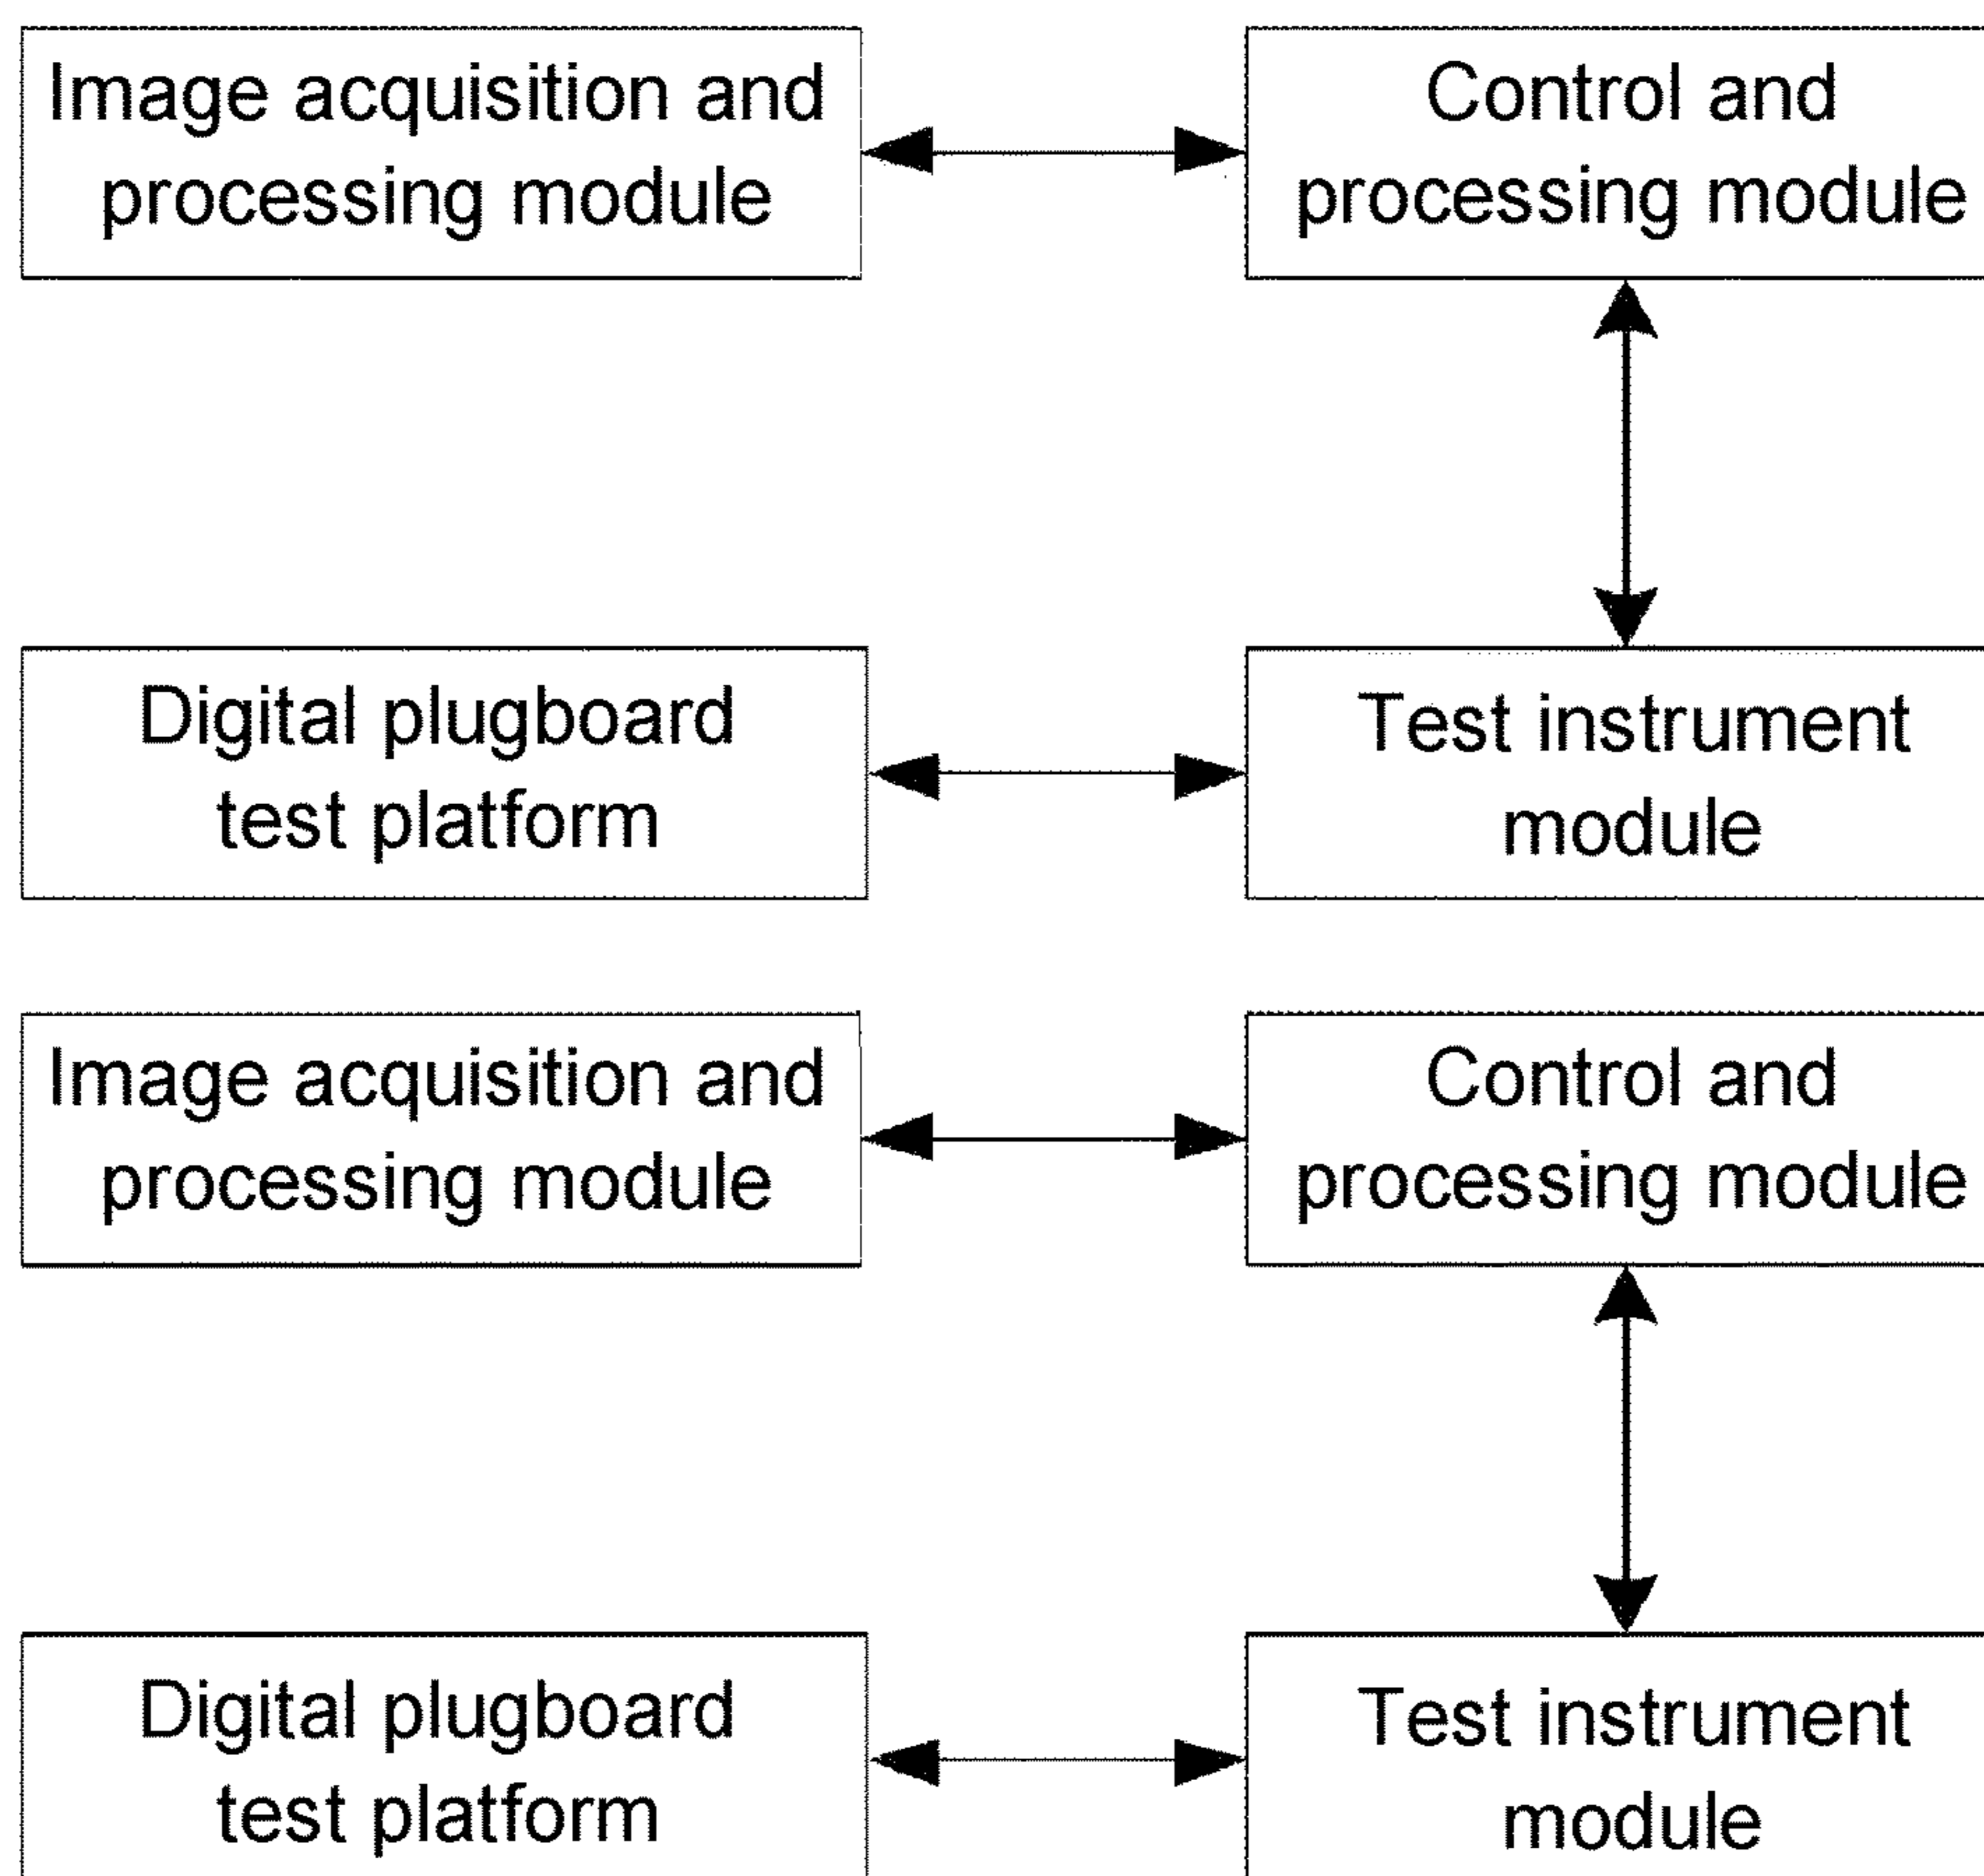 Image acquisition and
processing module
Control and
processing module
Digital plugboard
test platform
Test instrument
module
Image acquisition and
processing module
Control and
processing module
Digital plugboard
test platform
Test instrument
module